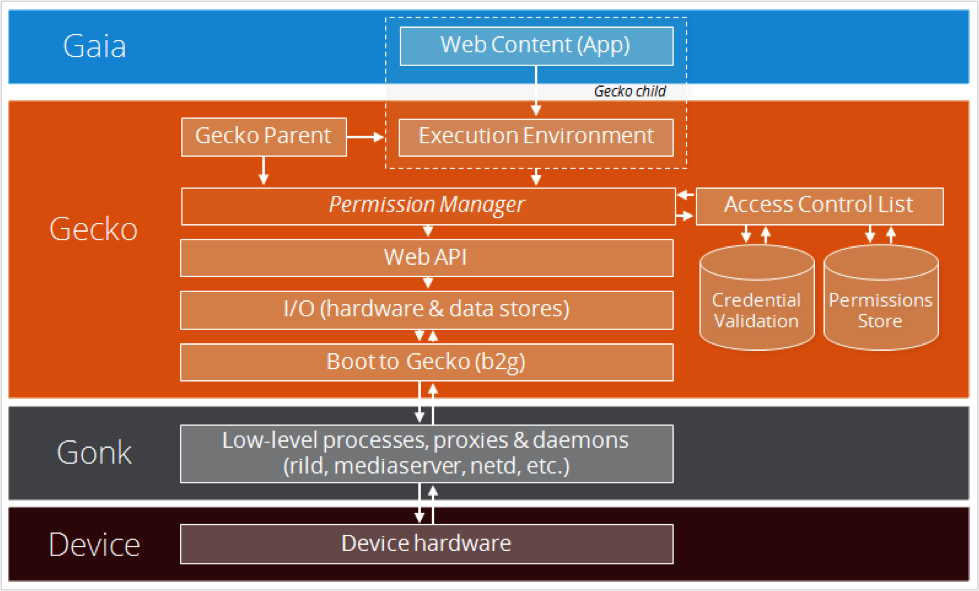 Gaia
Web Content (App)
Gecko child
Gecko Parent
Execution Environment
Gecko
Permission Manager
Access Control List
Web API
Credential
Validation
Permissions
Store
I/O (hardware & data stores)
Boot to Gecko (b2g)
Gonk
Low-level processes, proxies & daemons
(rild, mediaserver, netd, etc.)
Device
Device hardware